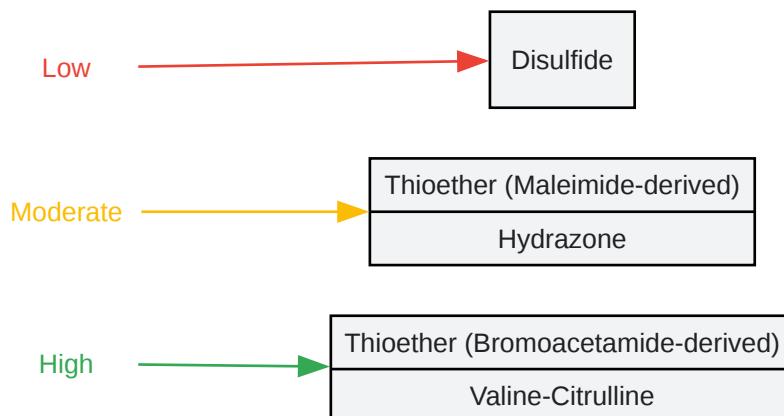 Low
Disulfide
Moderate
Thioether (Maleimide-derived)
Hydrazone
High
Thioether (Bromoacetamide-derived)
Valine-Citrulline